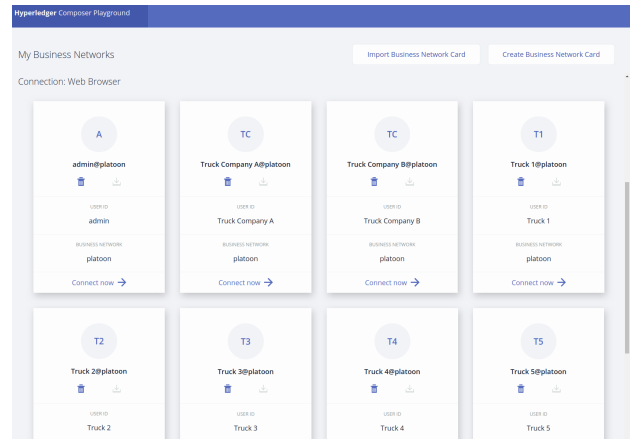 Hyperledger Composer Playground
My Business Networks
Import Business Network Card
Create Business Network Card
Connection: Web Browser
A
TC
TC
T1
admin@platoon
Truck Company A@platoon
Truck Company B@platoon
Truck 1@platoon
USER ID
USER ID
USER ID
USER ID
admin
Truck Company A
Truck Company B
Truck 1
BUSINESS NETWORK
BUSINESS NETWORK
BUSINESS NETWORK
BUSINESS NETWORK
platoon
platoon
platoon
platoon
Connect now
Connect now
Connect now
Connect now
T2
T3
T4
T5
Truck 2@platoon
Truck 3@platoon
Truck 4@platoon
Truck 5@platoon
USER ID
USER ID
USER ID
USER ID
Truck 2
Truck 3
Truck 4
Truck 5